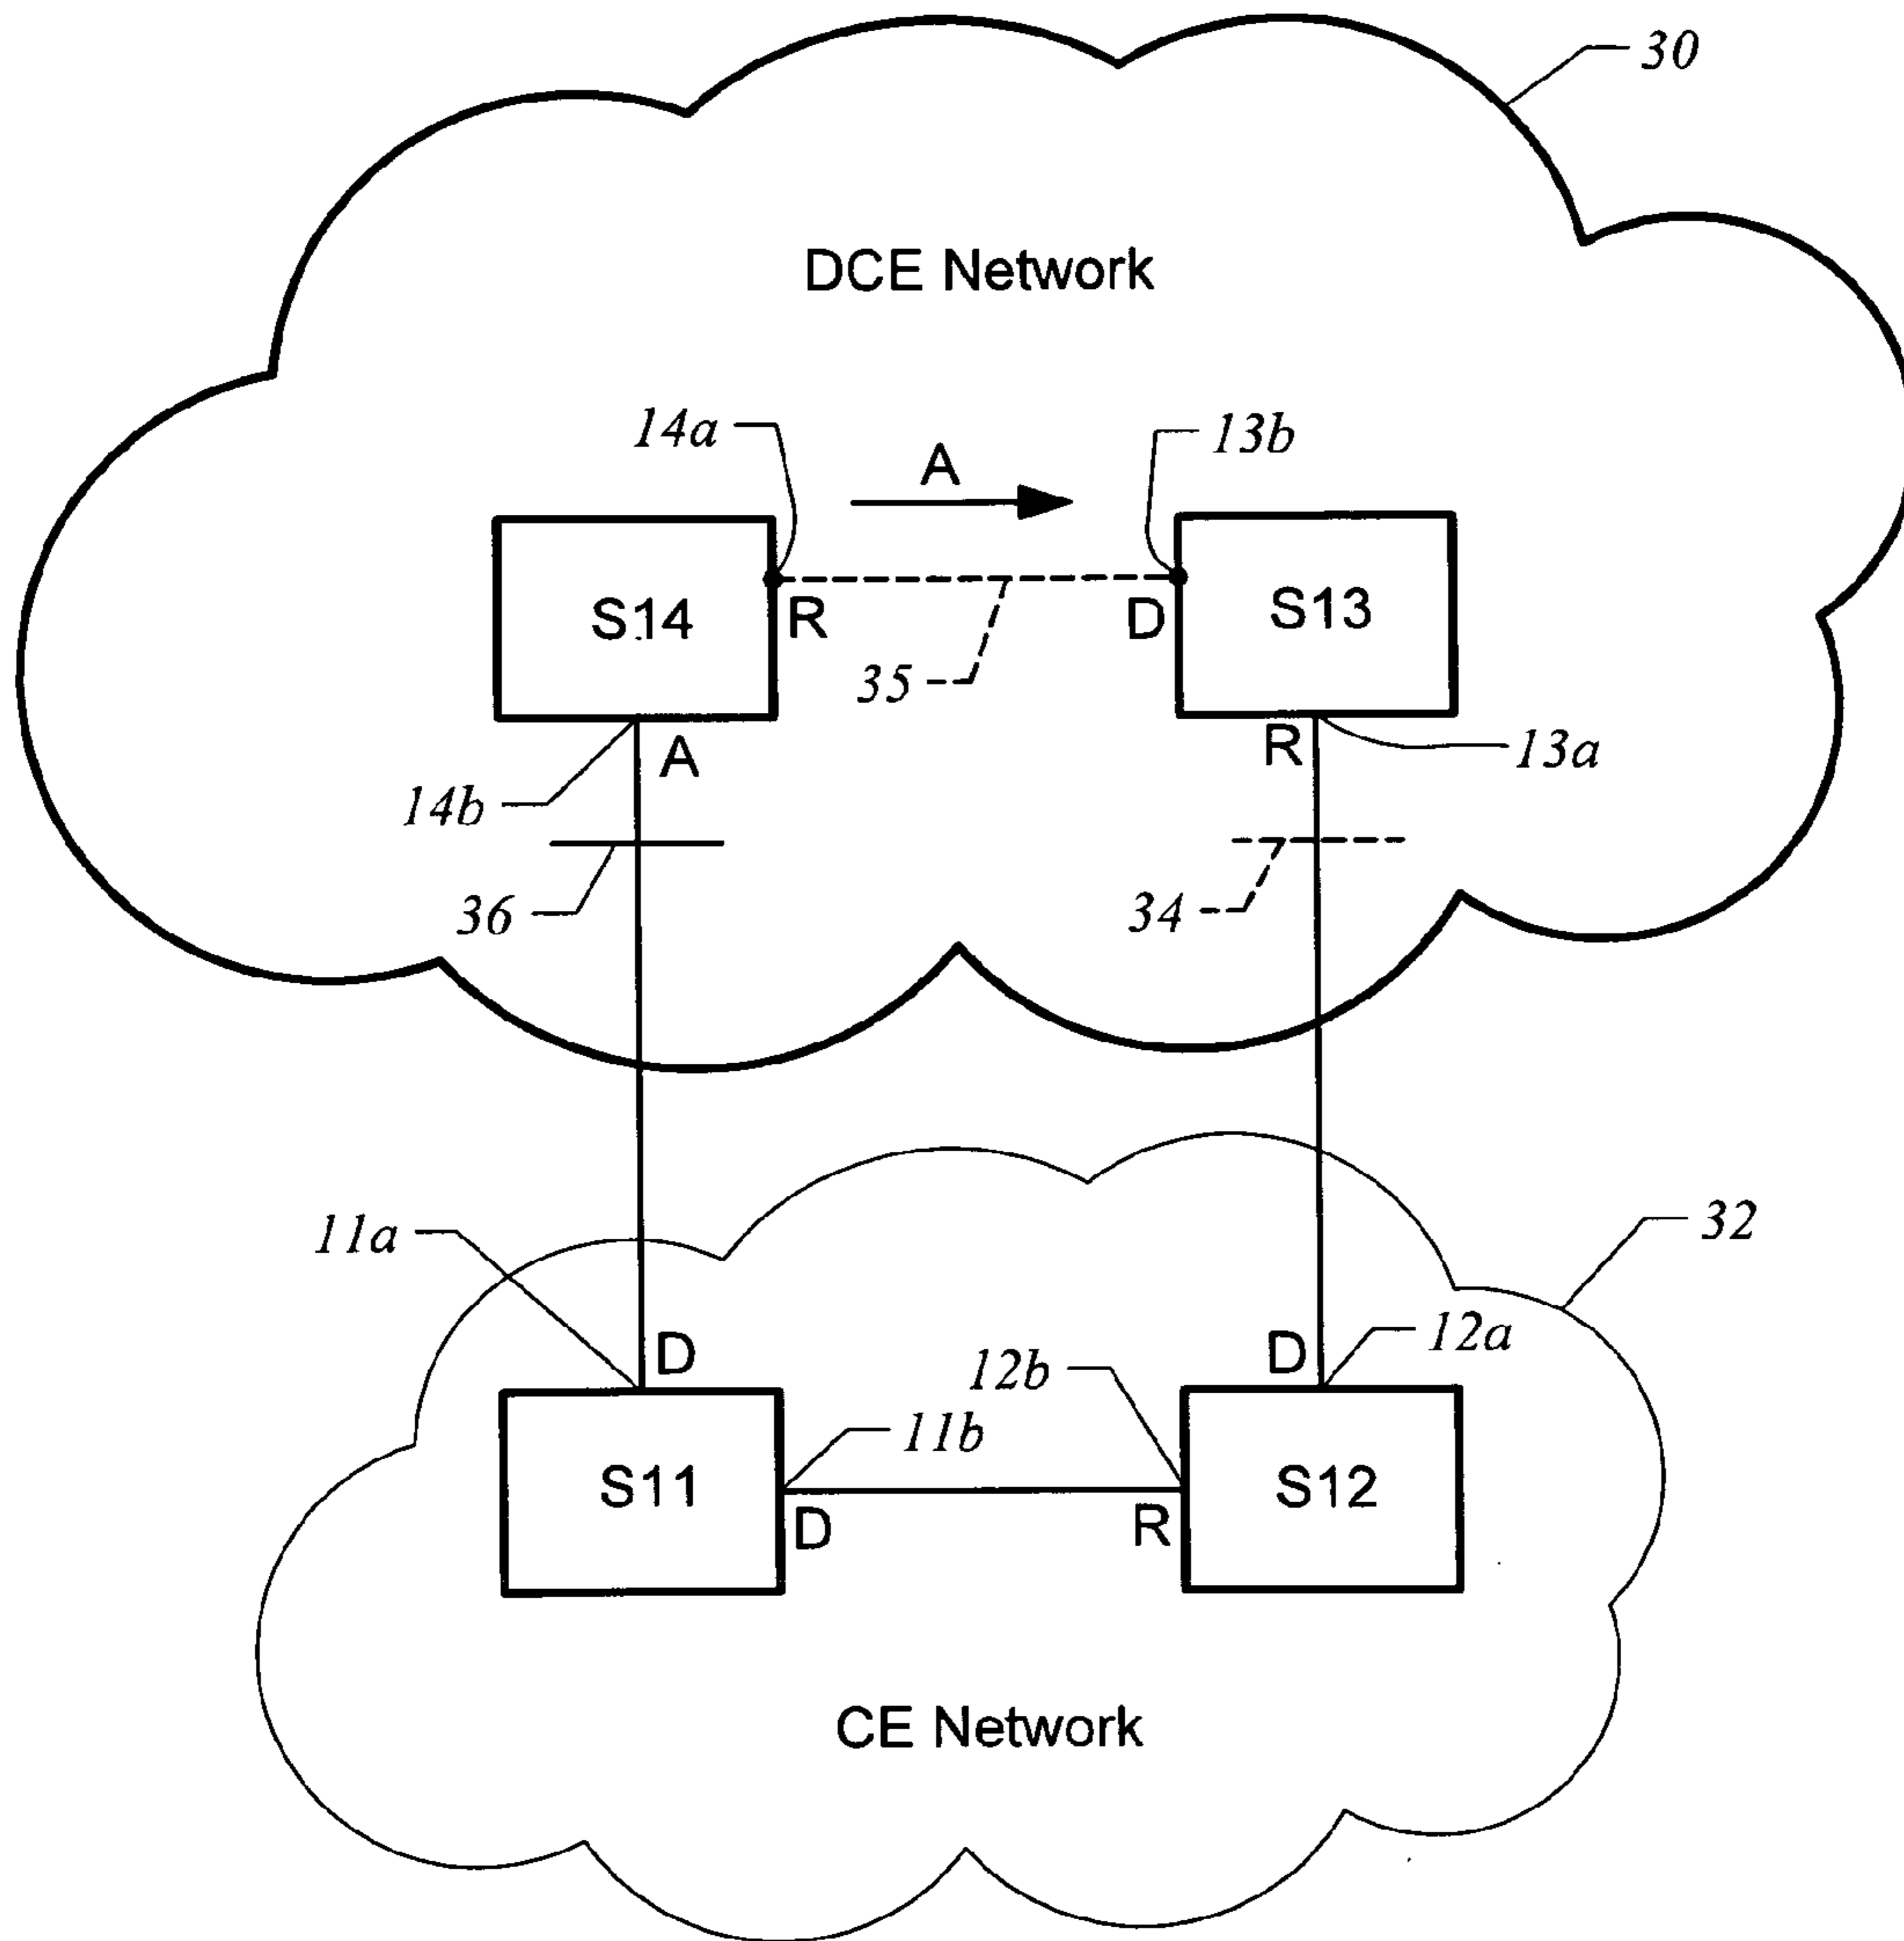 30
DCE Network
14a
13b
A
S14
S13
R
D
35
A
R
13a
14b
36
34
11a
32
D
D
12a
12b
11b
S11
S12
D
R
CE Network